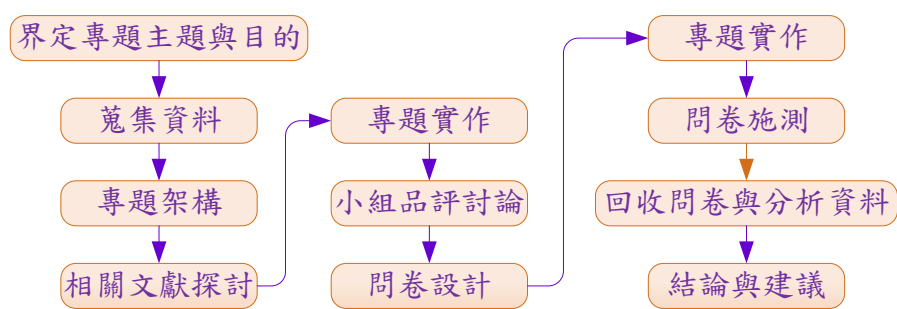 界定專題主題與目的
蒐集資料
專題架構
相關文獻探討
專題實作
小組品評討論
問卷設計
專題實作
問卷施測
回收問卷與分析資料
結論與建議